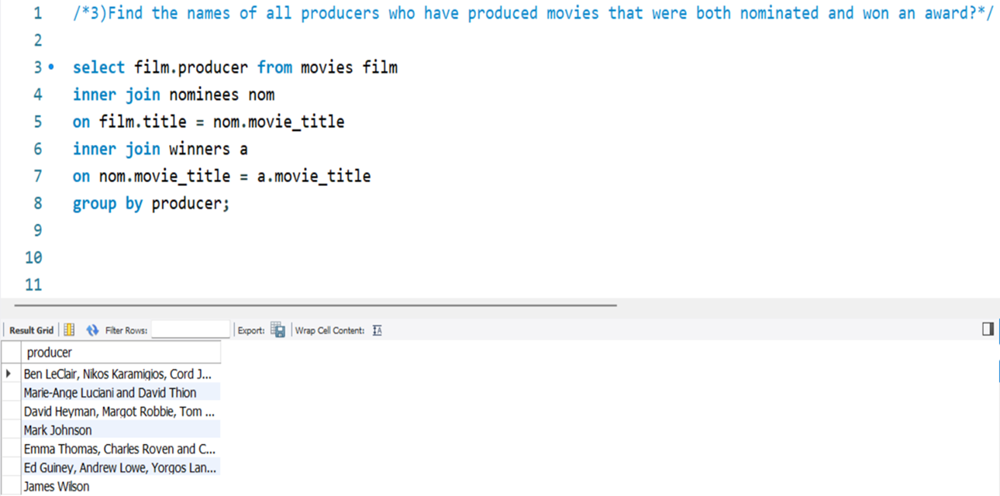 1 /*3)Find the names of all producers who have produced movies that were both nominated and won an award?*/
2
3 select film.producer from movies film
4 inner join nominees nom
5 on film.title = nom.movie_title
6 inner join winners a
7 on nom.movie_title = a.movie_title
8 group by producer;
9
10
11
Result Grid Filter Rows: Export: Wrap Cell Content: IA
producer
Ben LeClair, Nikos Karamigios, Cord J...
Marie-Ange Luciani and David Thion
David Heyman, Margot Robbie, Tom ...
Mark Johnson
Emma Thomas, Charles Roven and C...
Ed Guiney, Andrew Lowe, Yorgos Lan...
James Wilson